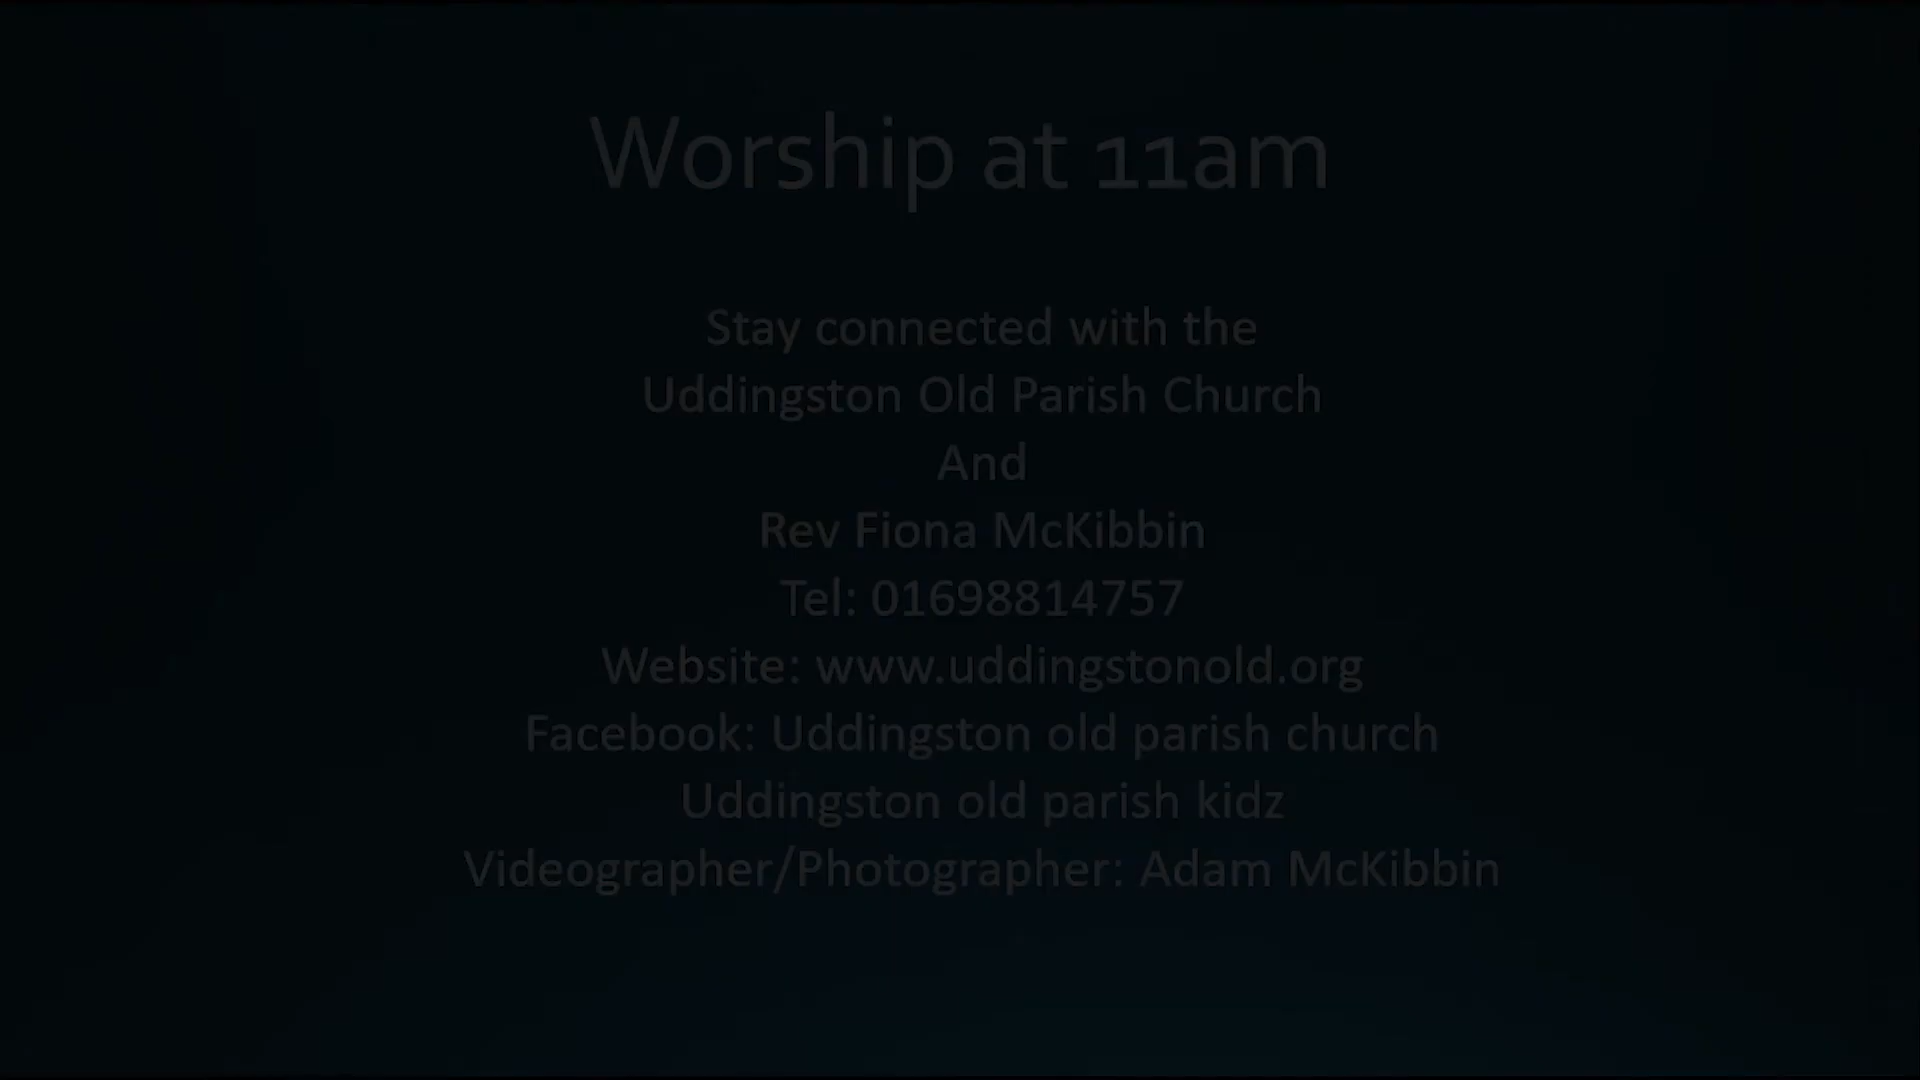 Worship at 11am
Stay connected with the
Uddingston Old Parish Church
And
Rev Fiona McKibbin
Tel: 01698814757
Website: www.uddingstonold.org
Facebook: Uddingston old parish church
Uddingston old parish kidz
Videographer/Photographer: Adam McKibbin